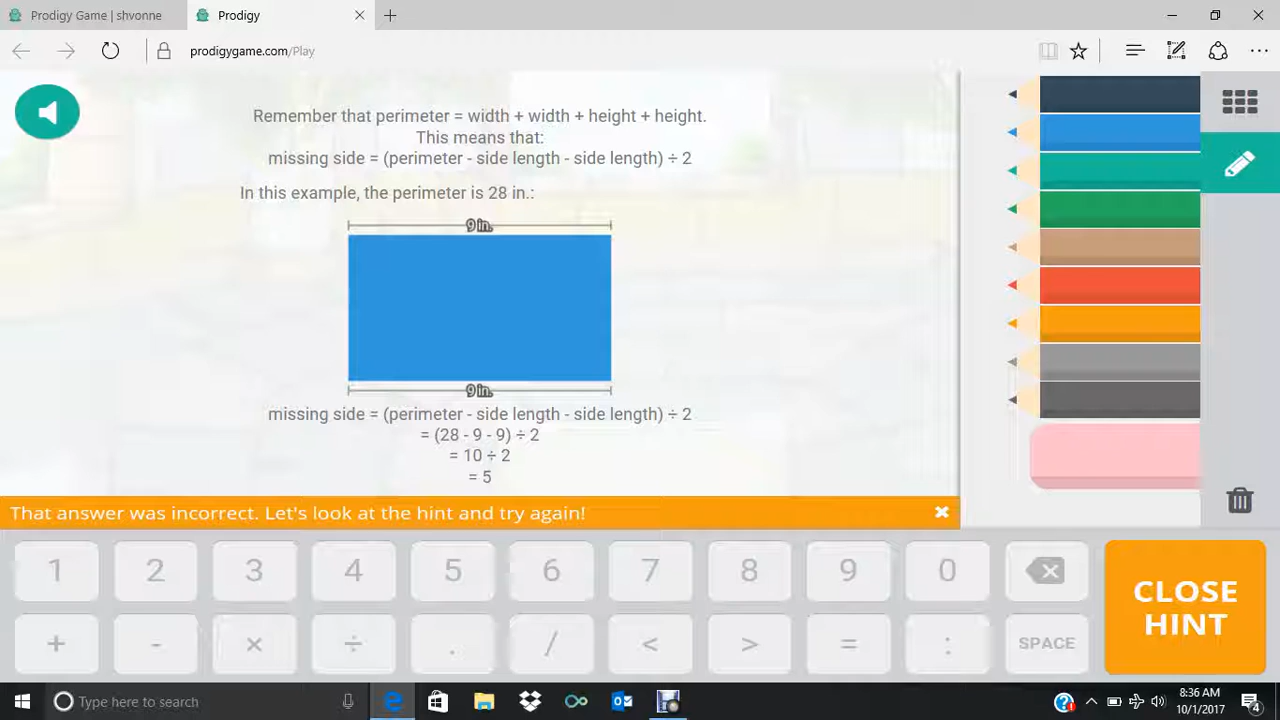 Prodigy Game | shvonne
Prodigy
prodigygame.com/Play
Remember that perimeter = width + width + height + height.
This means that:
missing side = (perimeter - side length - side length) ÷ 2
In this example, the perimeter is 28 in.:
9 in.
9 in.
missing side = (perimeter - side length - side length) ÷ 2
= (28 - 9 - 9) ÷ 2
= 10 ÷ 2
= 5
That answer was incorrect. Let's look at the hint and try again!
1 2 3 4 5 6 7 8 9 0
+ - × ÷ . / < > = : SPACE
CLOSE
HINT
Type here to search
8:36 AM
10/1/2017
4